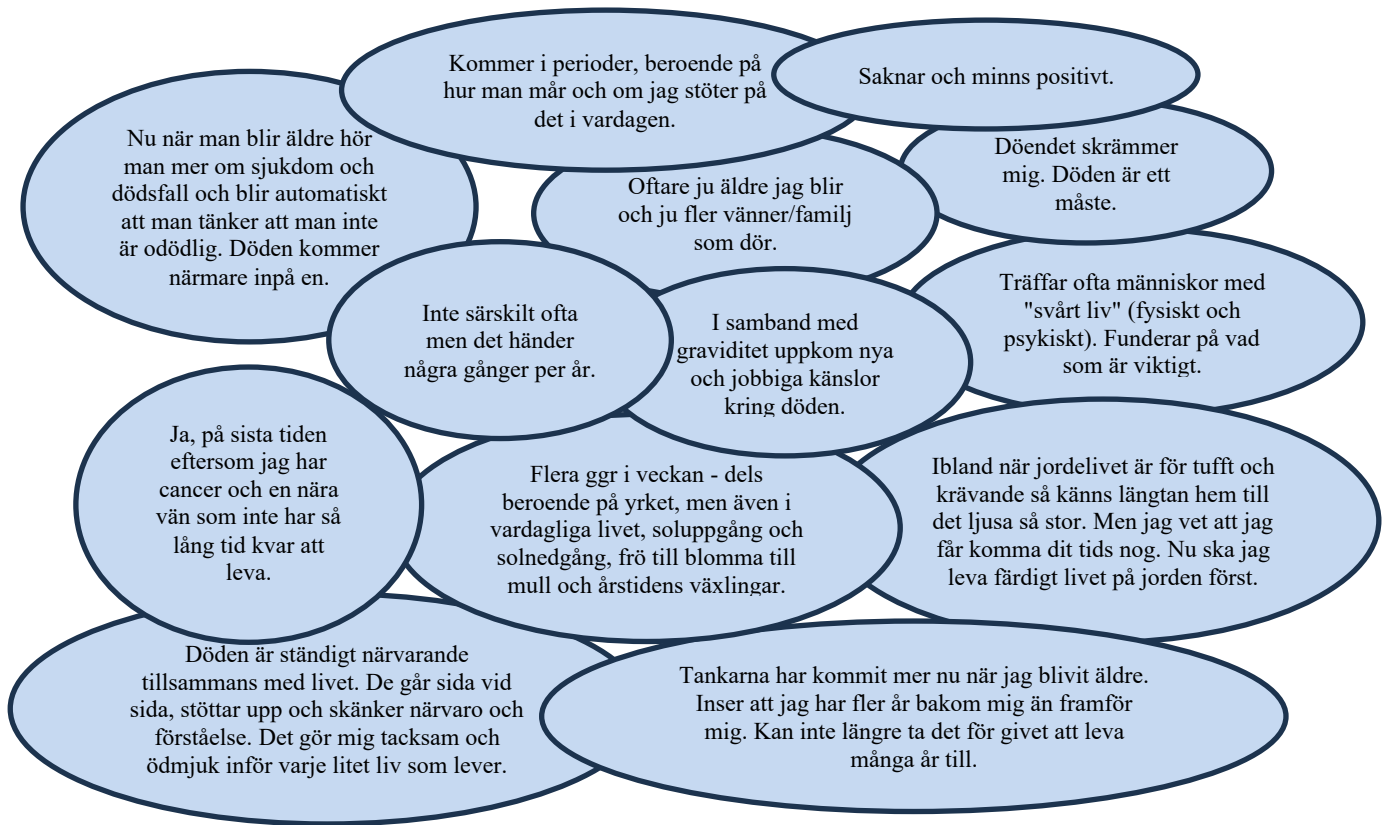 Kommer i perioder, beroende på
hur man mår och om jag stöter på
det i vardagen.
Saknar och minns positivt.
Nu när man blir äldre hör
man mer om sjukdom och
dödsfall och blir automatiskt
att man tänker att man inte
är odödlig. Döden kommer
närmare inpå en.
Oftare ju äldre jag blir
och ju fler vänner/familj
som dör.
Döendet skrämmer
mig. Döden är ett
måste.
Inte särskilt ofta
men det händer
några gånger per år.
I samband med
graviditet uppkom nya
och jobbiga känslor
kring döden.
Träffar ofta människor med
"svårt liv" (fysiskt och
psykiskt). Funderar på vad
som är viktigt.
Ja, på sista tiden
eftersom jag har
cancer och en nära
vän som inte har så
lång tid kvar att
leva.
Flera ggr i veckan - dels
beroende på yrket, men även i
vardagliga livet, soluppgång och
solnedgång, frö till blomma till
mull och årstidens växlingar.
Ibland när jordelivet är för tufft och
krävande så känns längtan hem till
det ljusa så stor. Men jag vet att jag
får komma dit tids nog. Nu ska jag
leva färdigt livet på jorden först.
Döden är ständigt närvarande
tillsammans med livet. De går sida vid
sida, stöttar upp och skänker närvaro och
förståelse. Det gör mig tacksam och
ödmjuk inför varje litet liv som lever.
Tankarna har kommit mer nu när jag blivit äldre.
Inser att jag har fler år bakom mig än framför
mig. Kan inte längre ta det för givet att leva
många år till.